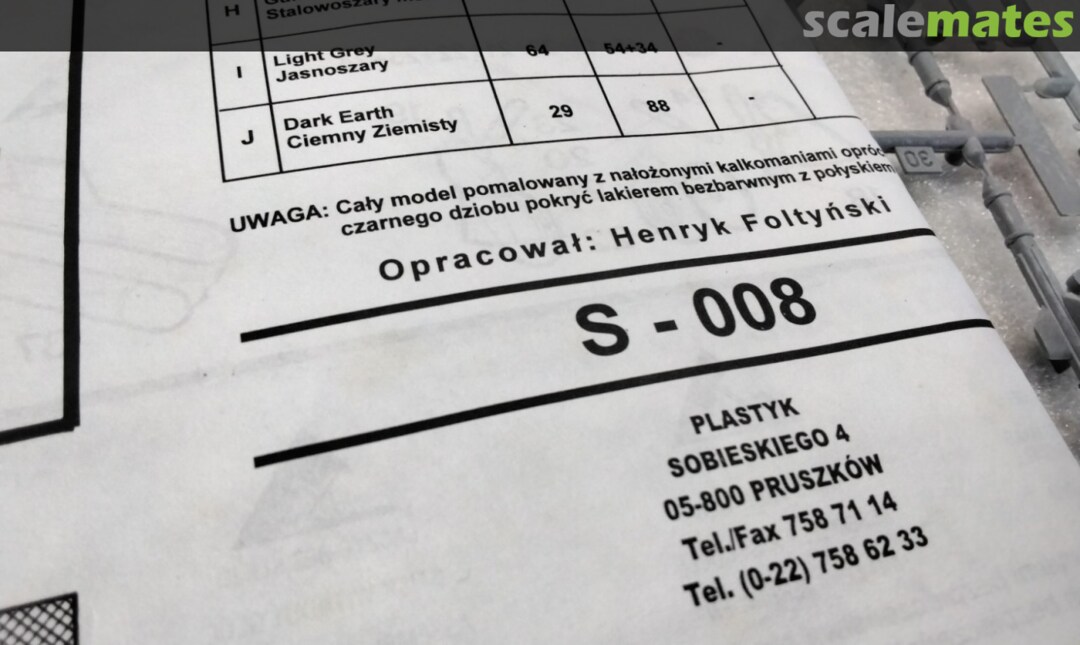 scalemates
H
Stalowoszary
I Light Grey 64 54+34 -
Jasnoszary
J Dark Earth 29 88 -
Ciemny Ziemisty
UWAGA: Cały model pomalowany z nałożonymi kalkomaniami
czarnego dziobu pokryć lakierem bezbarwnym z połyskiem
Opracował: Henryk Foltyński
S - 008
PLASTYK
SOBIESKIEGO 4
05-800 PRUSZKÓW
Tel./Fax 758 71 14
Tel. (0-22) 758 62 33
30